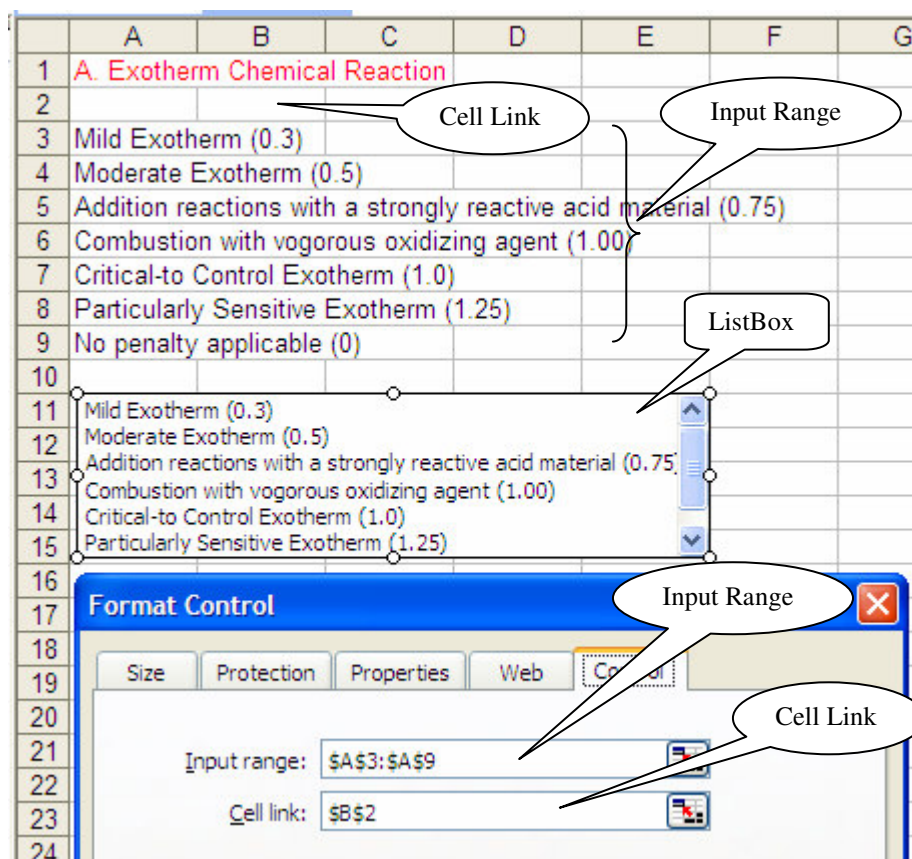 A B C D E F G
1 A. Exotherm Chemical Reaction
2
Cell Link
Input Range
3 Mild Exotherm (0.3)
4 Moderate Exotherm (0.5)
5 Addition reactions with a strongly reactive acid material (0.75)
6 Combustion with vogorous oxidizing agent (1.00)
7 Critical-to Control Exotherm (1.0)
8 Particularly Sensitive Exotherm (1.25)
ListBox
9 No penalty applicable (0)
10
11 Mild Exotherm (0.3)
12 Moderate Exotherm (0.5)
Addition reactions with a strongly reactive acid material (0.75)
13 Combustion with vogorous oxidizing agent (1.00)
14 Critical-to Control Exotherm (1.0)
15 Particularly Sensitive Exotherm (1.25)
16
Input Range
17 Format Control
18
19 Size Protection Properties Web Control
20
Cell Link
21 Input range: $A$3:$A$9
22
23 Cell link: $B$2
24